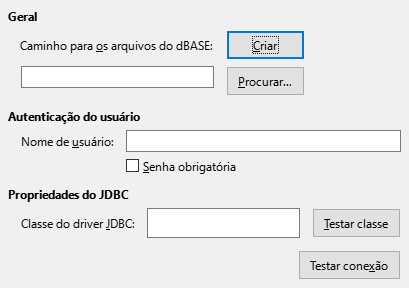 Geral
Caminho para os arquivos do dBASE: Criar
Procurar...
Autenticação do usuário
Nome de usuário:
Senha obrigatória
Propriedades do JDBC
Classe do driver JDBC: Testar classe
Testar conexão